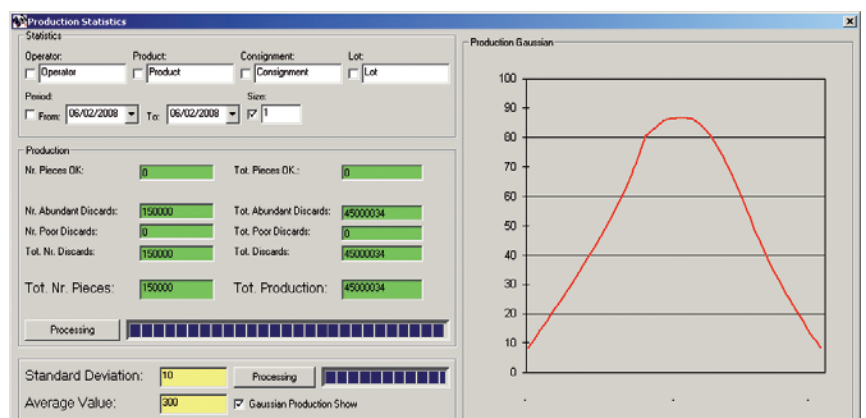 Production Statistics
Statistics
Operator: Product: Consignment: Lot:
Operator Product Consignment Lot
Period: Size:
From: 06/02/2008 To: 06/02/2008 1
Production
Nr. Pieces OK: 0 Tot. Pieces OK.: 0
Nr. Abundant Discards: 150000 Tot. Abundant Discards: 45000034
Nr. Poor Discards: 0 Tot. Poor Discards: 0
Tot. Nr. Discards: 150000 Tot. Discards: 45000034
Tot. Nr. Pieces: 150000 Tot. Production: 45000034
Processing
Standard Deviation: 10 Processing
Average Value: 300 Gaussian Production Show
Production Gaussian
100
90
80
70
60
50
40
30
20
10
0